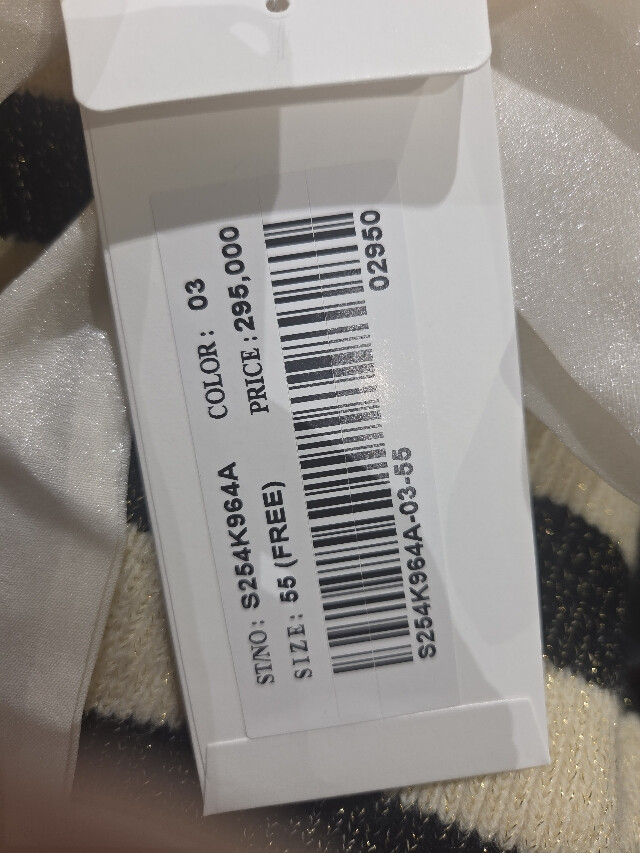 ST/NO: S254K964A COLOR: 03
SIZE: 55 (FREE) PRICE: 295,000
S254K964A-03-55 02950